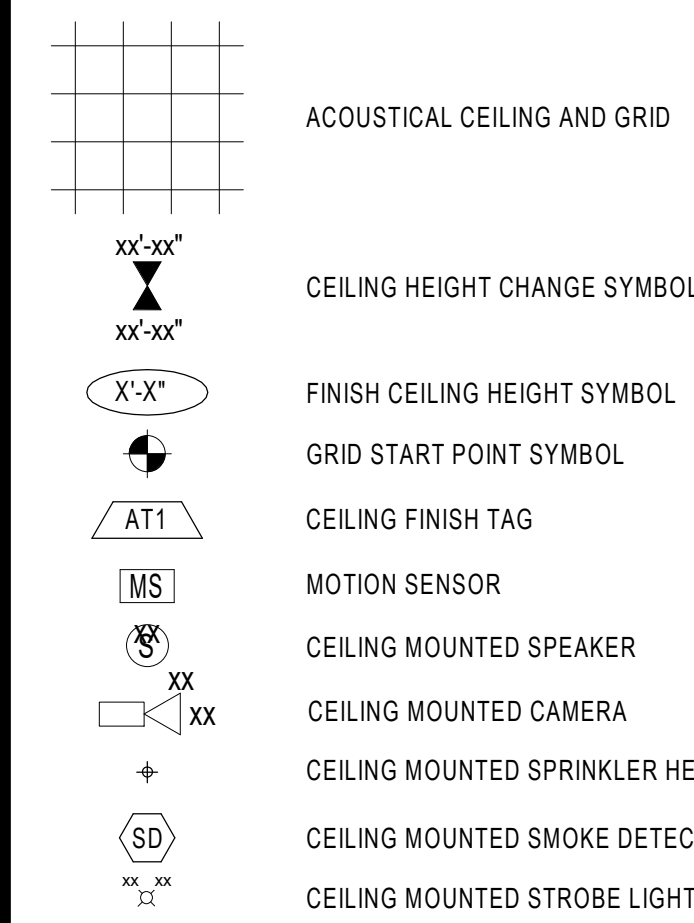 ACOUSTICAL CEILING AND GRID
xx'-xx"
CEILING HEIGHT CHANGE SYMBOL
xx'-xx"
X'-X" FINISH CEILING HEIGHT SYMBOL
GRID START POINT SYMBOL
AT1 CEILING FINISH TAG
MS MOTION SENSOR
XX
S CEILING MOUNTED SPEAKER
XX
XX CEILING MOUNTED CAMERA
CEILING MOUNTED SPRINKLER HE
SD CEILING MOUNTED SMOKE DETEC
xx xx
CEILING MOUNTED STROBE LIGHT